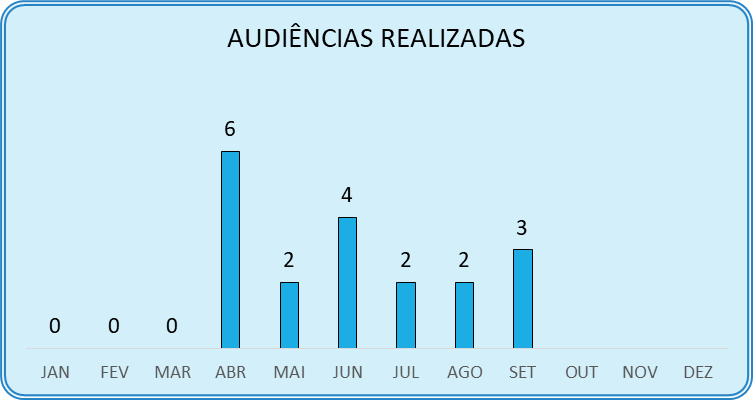 AUDIÊNCIAS REALIZADAS
6
4
3
2
2
2
0
0
0
JAN
FEV
MAR
ABR
MAI
JUN
JUL
AGO
SET
OUT
NOV
DEZ